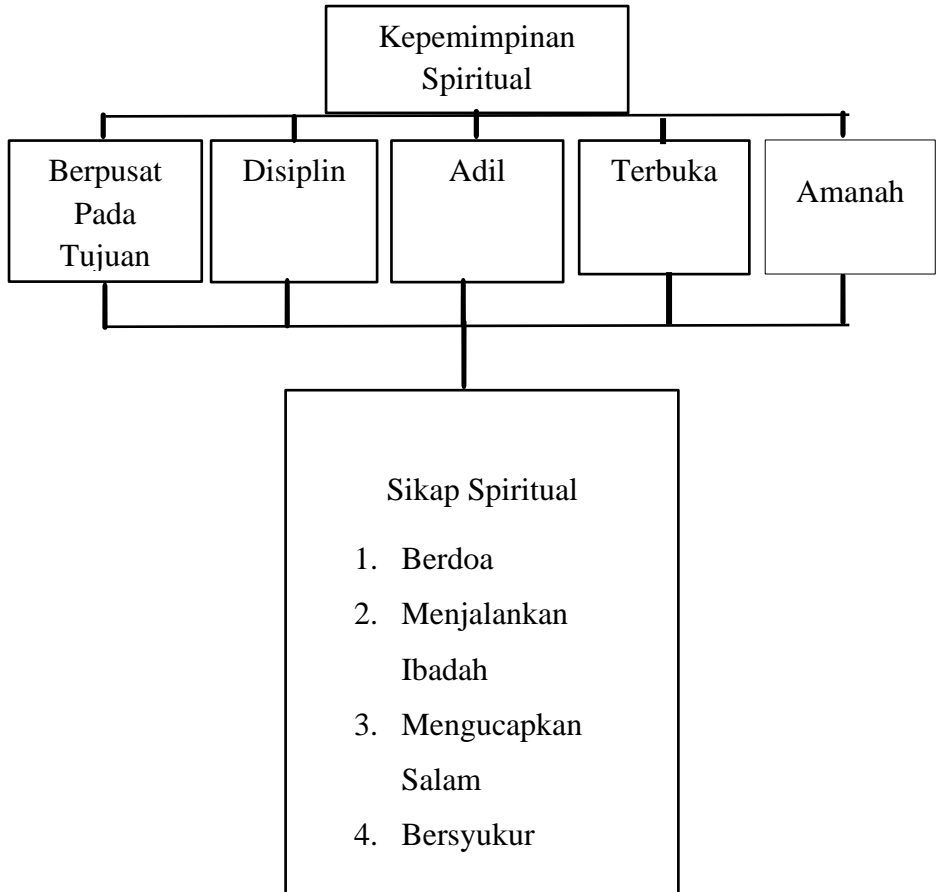 Kepemimpinan
Spiritual
Berpusat
Pada
Tujuan
Disiplin
Adil
Terbuka
Amanah
Sikap Spiritual
1. Berdoa
2. Menjalankan
Ibadah
3. Mengucapkan
Salam
4. Bersyukur